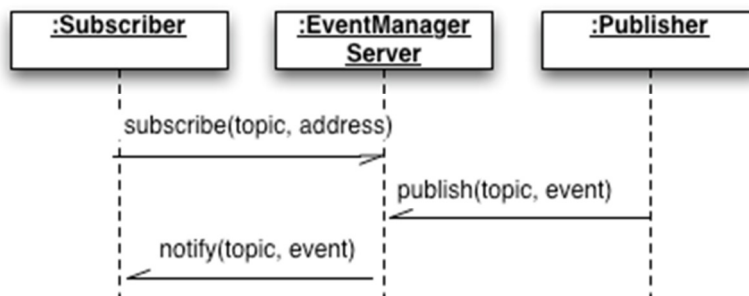 :Subscriber
:EventManager
Server
:Publisher
subscribe(topic, address)
publish(topic, event)
notify(topic, event)